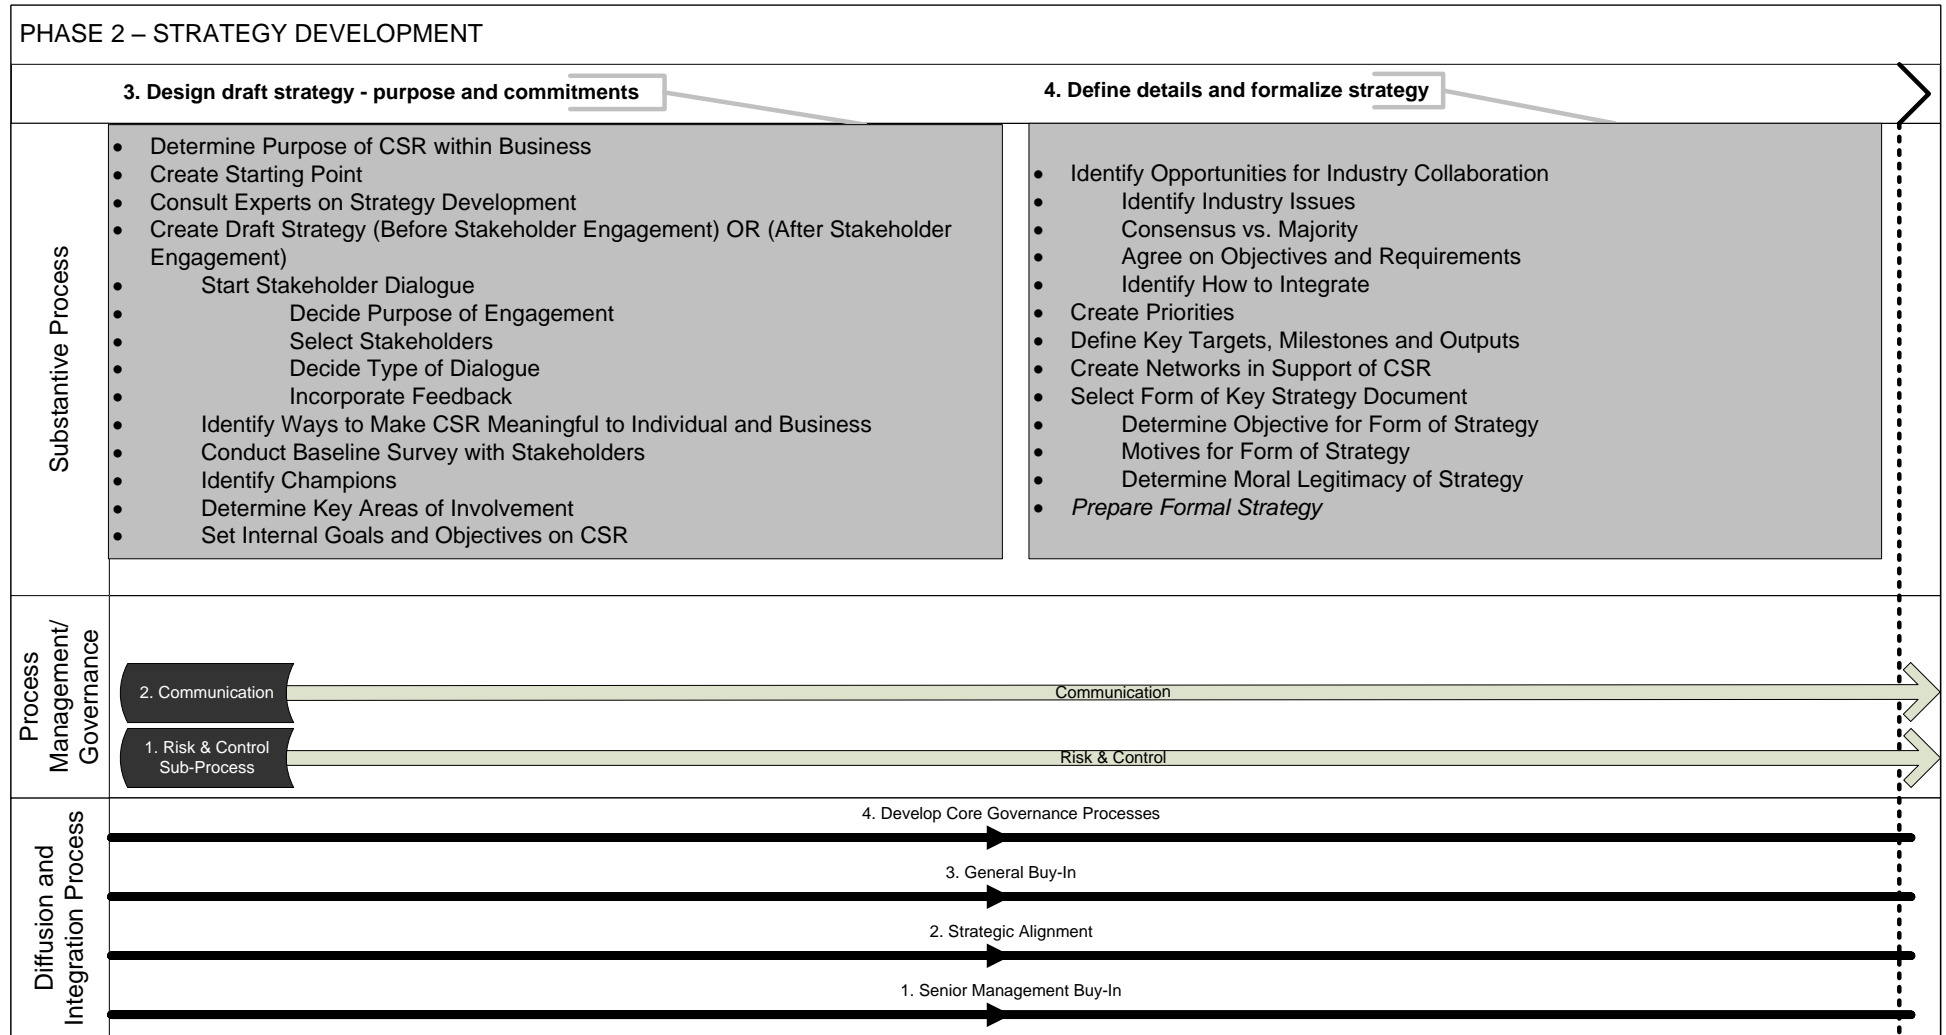 PHASE 2 – STRATEGY DEVELOPMENT
3. Design draft strategy - purpose and commitments
4. Define details and formalize strategy
Substantive Process
• Determine Purpose of CSR within Business
• Create Starting Point
• Consult Experts on Strategy Development
• Create Draft Strategy (Before Stakeholder Engagement) OR (After Stakeholder
Engagement)
• Start Stakeholder Dialogue
• Decide Purpose of Engagement
• Select Stakeholders
• Decide Type of Dialogue
• Incorporate Feedback
• Identify Ways to Make CSR Meaningful to Individual and Business
• Conduct Baseline Survey with Stakeholders
• Identify Champions
• Determine Key Areas of Involvement
• Set Internal Goals and Objectives on CSR
• Identify Opportunities for Industry Collaboration
• Identify Industry Issues
• Consensus vs. Majority
• Agree on Objectives and Requirements
• Identify How to Integrate
• Create Priorities
• Define Key Targets, Milestones and Outputs
• Create Networks in Support of CSR
• Select Form of Key Strategy Document
• Determine Objective for Form of Strategy
• Motives for Form of Strategy
• Determine Moral Legitimacy of Strategy
• Prepare Formal Strategy
Process
Management/
Governance
2. Communication
Communication
1. Risk & Control
Sub-Process
Risk & Control
Diffusion and
Integration Process
4. Develop Core Governance Processes
3. General Buy-In
2. Strategic Alignment
1. Senior Management Buy-In